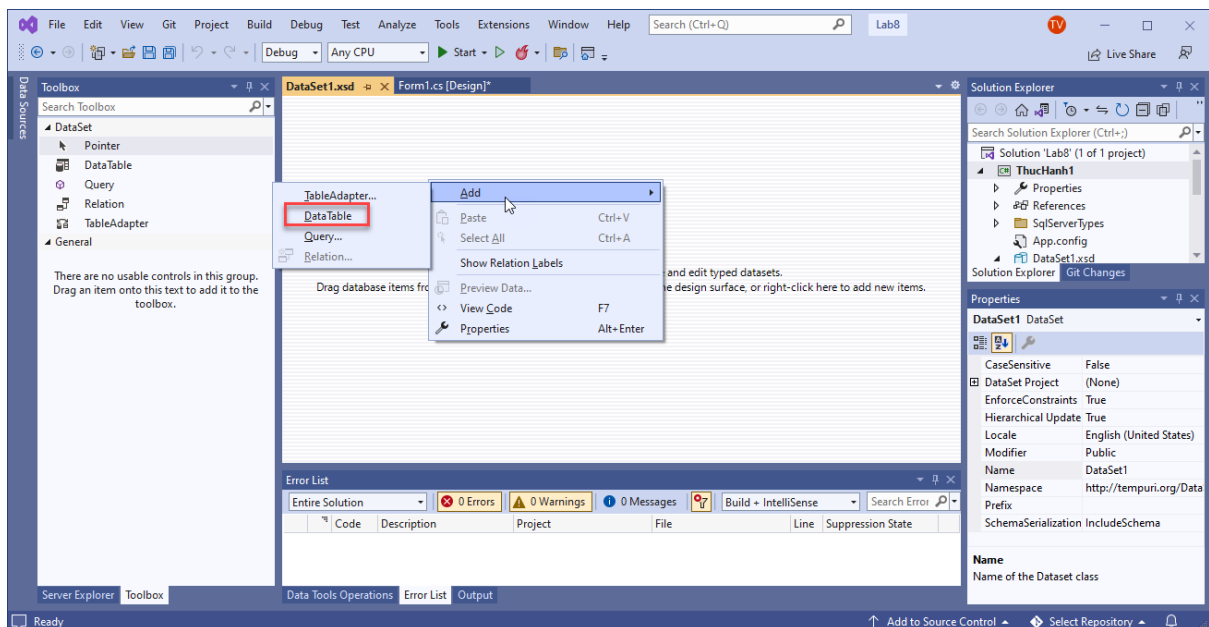 File Edit View Git Project Build Debug Test Analyze Tools Extensions Window Help Search (Ctrl+Q) Lab8 TV
Debug Any CPU Start Live Share
Data Sources
Toolbox
Search Toolbox
DataSet
Pointer
DataTable
Query
Relation
TableAdapter
General
There are no usable controls in this group.
Drag an item onto this text to add it to the
toolbox.
Server Explorer Toolbox
DataSet1.xsd Form1.cs [Design]*
TableAdapter...
DataTable
Query...
Relation...
Add
Paste Ctrl+V
Select All Ctrl+A
Show Relation Labels
Preview Data...
View Code F7
Properties Alt+Enter
and edit typed datasets.
Drag database items fro e design surface, or right-click here to add new items.
Error List
Entire Solution 0 Errors 0 Warnings 0 Messages Build + IntelliSense Search Error
Code Description Project File Line Suppression State
Data Tools Operations Error List Output
Solution Explorer
Search Solution Explorer (Ctrl+;)
Solution 'Lab8' (1 of 1 project)
C# ThucHanh1
Properties
References
SqlServerTypes
App.config
DataSet1.xsd
Solution Explorer Git Changes
Properties
DataSet1 DataSet
CaseSensitive False
DataSet Project (None)
EnforceConstraints True
Hierarchical Update True
Locale English (United States)
Modifier Public
Name DataSet1
Namespace http://tempuri.org/Data
Prefix
SchemaSerialization IncludeSchema
Name
Name of the Dataset class
Ready Add to Source Control Select Repository